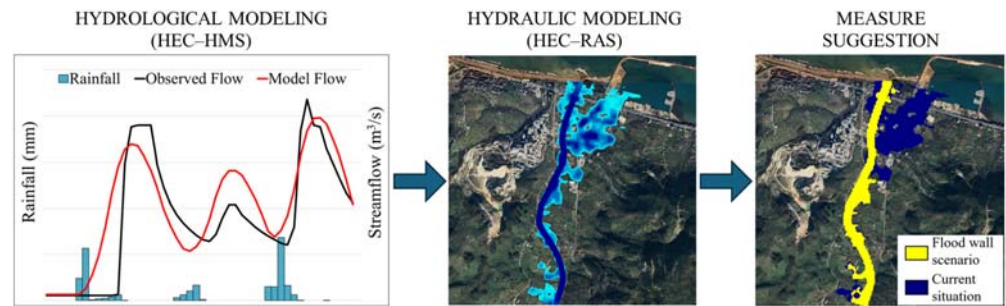 HYDROLOGICAL MODELING
(HEC–HMS)
Rainfall
Observed Flow
Model Flow
Rainfall (mm)
Streamflow (m³/s)
HYDRAULIC MODELING
(HEC–RAS)
MEASURE
SUGGESTION
Flood wall
scenario
Current
situation